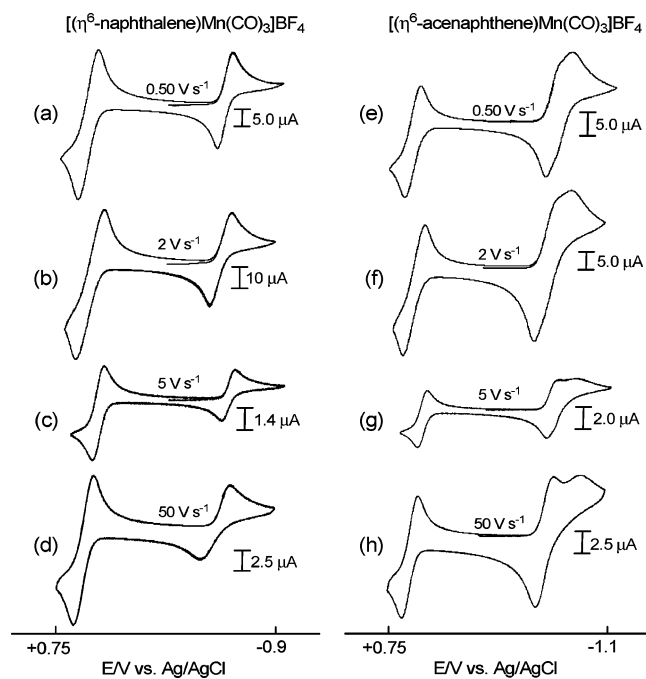 [(η⁶-naphthalene)Mn(CO)₃]BF₄
(a)
0.50 V s⁻¹
5.0 µA
(b)
2 V s⁻¹
10 µA
(c)
5 V s⁻¹
1.4 µA
(d)
50 V s⁻¹
2.5 µA
+0.75
-0.9
E/V vs. Ag/AgCl
[(η⁶-acenaphthene)Mn(CO)₃]BF₄
(e)
0.50 V s⁻¹
5.0 µA
(f)
2 V s⁻¹
5.0 µA
(g)
5 V s⁻¹
2.0 µA
(h)
50 V s⁻¹
2.5 µA
+0.75
-1.1
E/V vs. Ag/AgCl